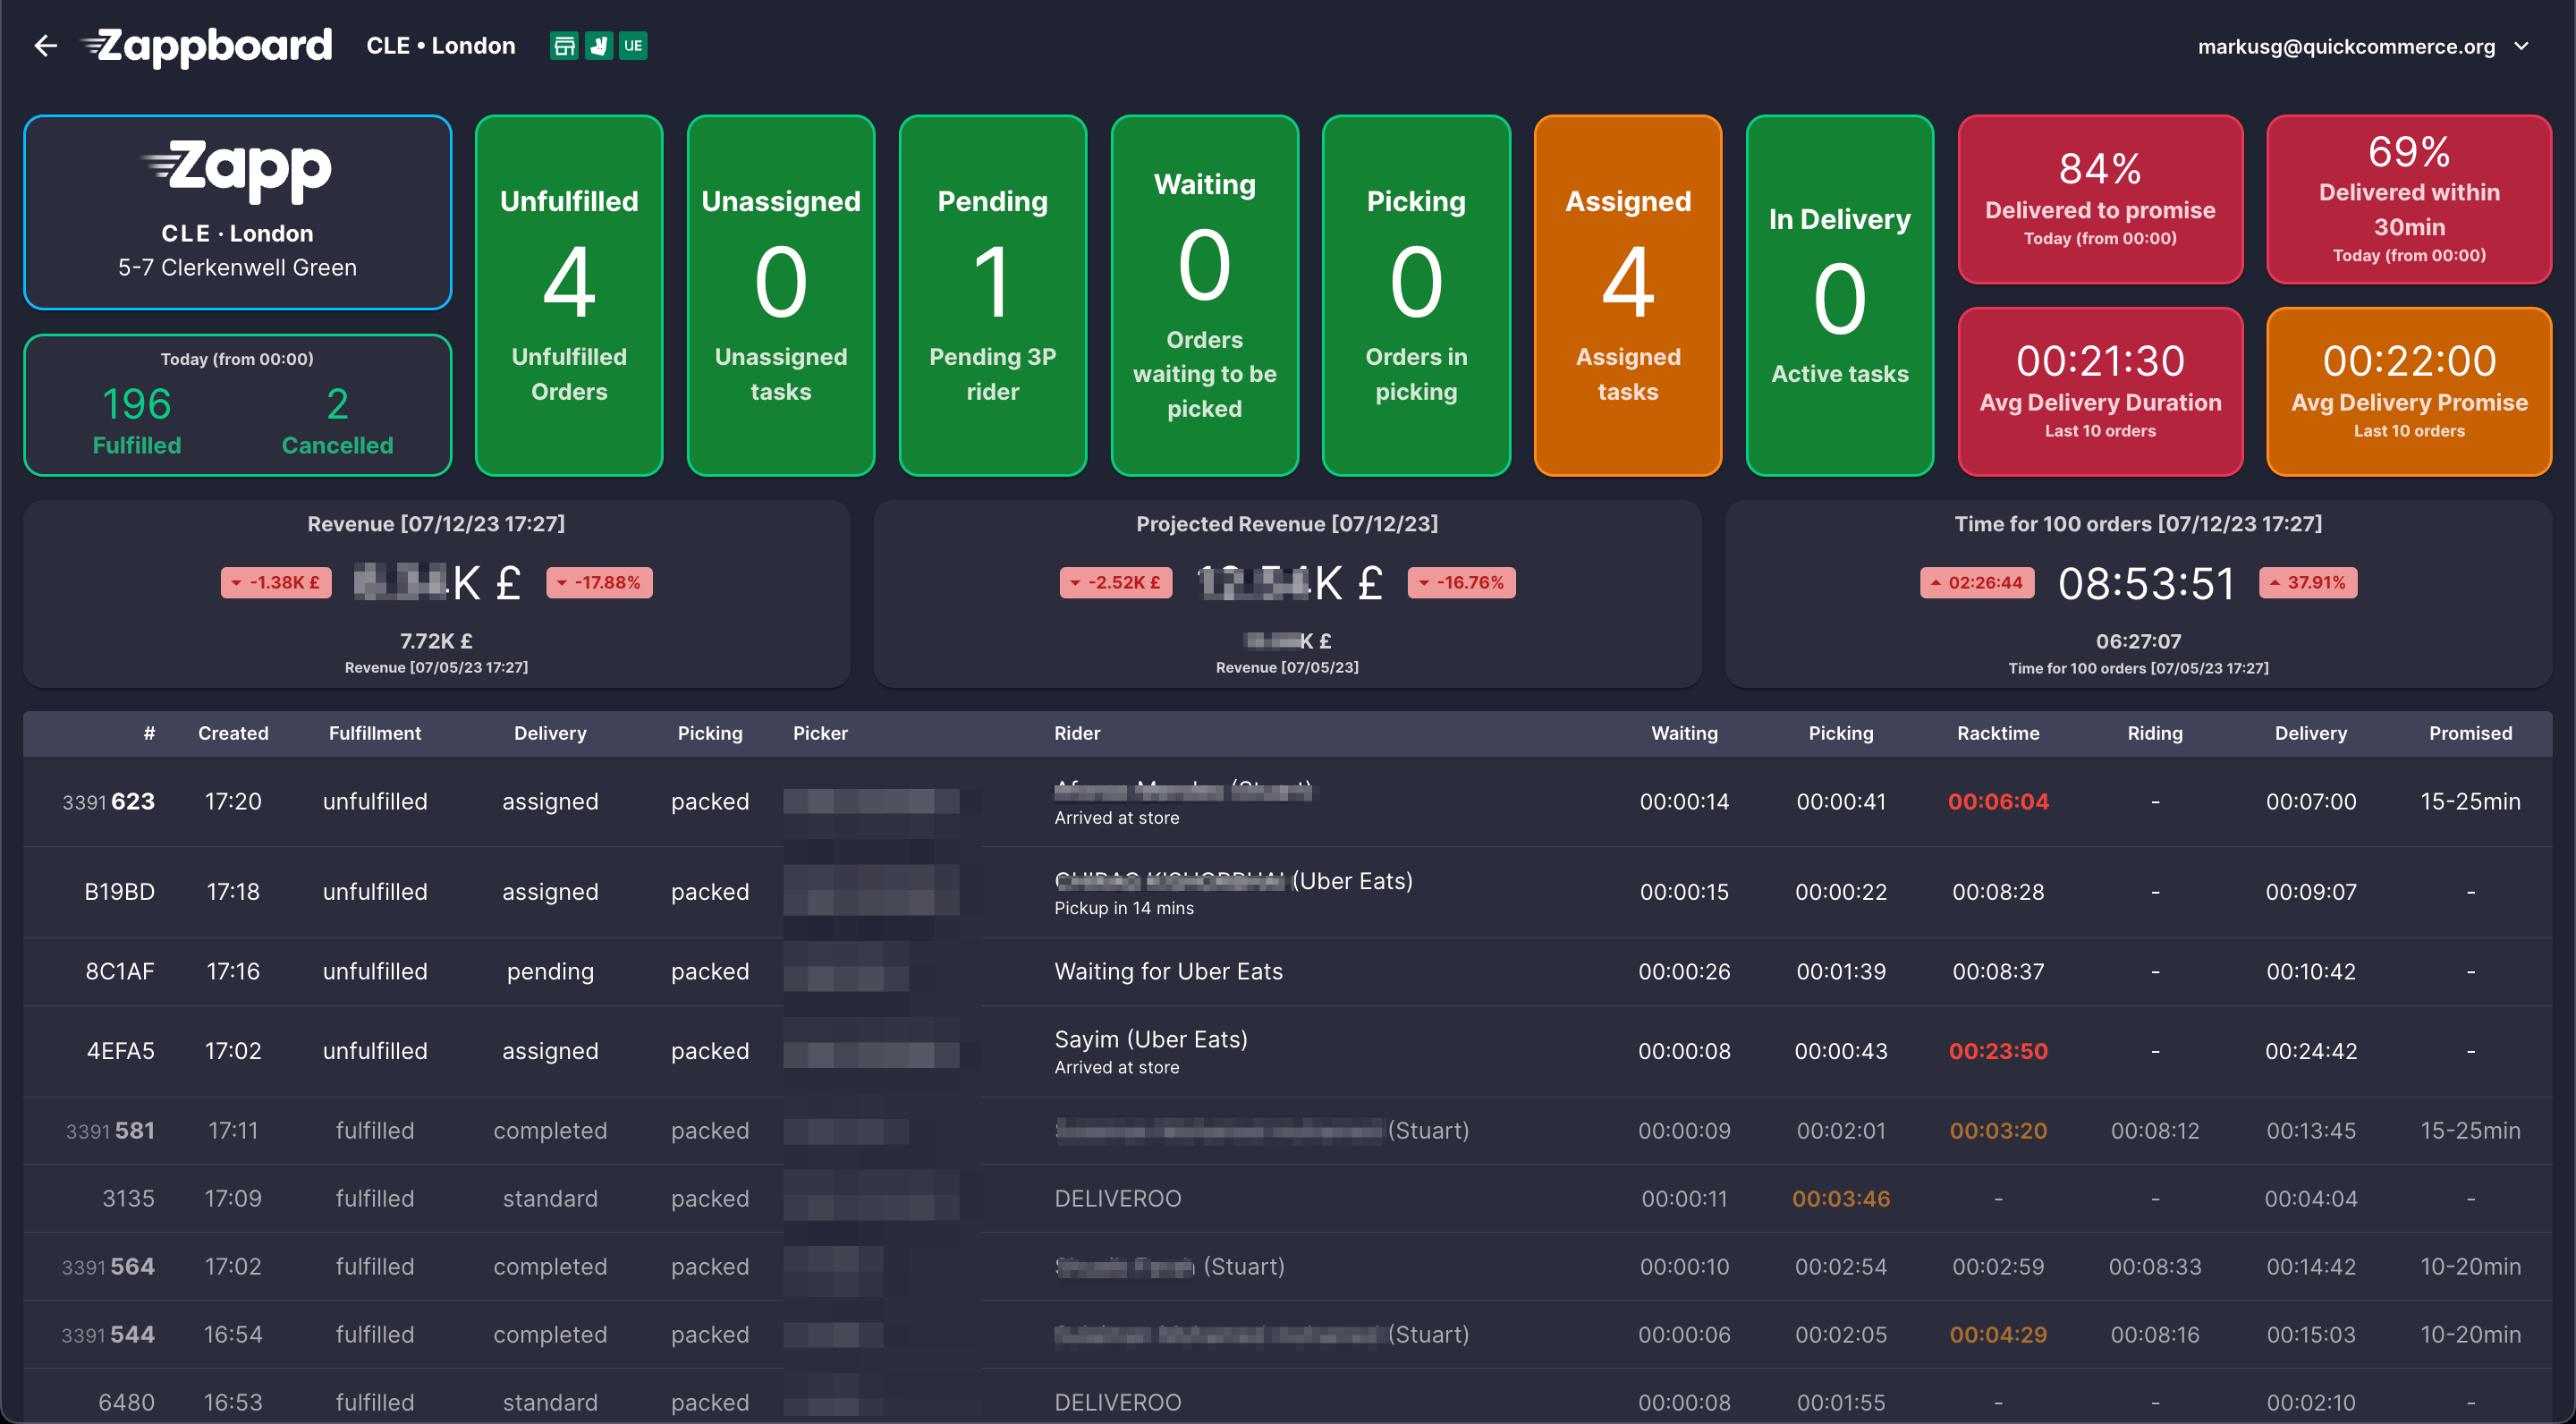 Zappboard CLE • London UE markusg@quickcommerce.org
Zapp
CLE · London
5-7 Clerkenwell Green
Today (from 00:00)
196 2
Fulfilled Cancelled
Unfulfilled
4
Unfulfilled
Orders
Unassigned
0
Unassigned
tasks
Pending
1
Pending 3P
rider
Waiting
0
Orders
waiting to be
picked
Picking
0
Orders in
picking
Assigned
4
Assigned
tasks
In Delivery
0
Active tasks
84%
Delivered to promise
Today (from 00:00)
69%
Delivered within
30min
Today (from 00:00)
00:21:30
Avg Delivery Duration
Last 10 orders
00:22:00
Avg Delivery Promise
Last 10 orders
Revenue [07/12/23 17:27]
-1.38K £ K £ -17.88%
7.72K £
Revenue [07/05/23 17:27]
Projected Revenue [07/12/23]
-2.52K £ K £ -16.76%
K £
Revenue [07/05/23]
Time for 100 orders [07/12/23 17:27]
02:26:44 08:53:51 37.91%
06:27:07
Time for 100 orders [07/05/23 17:27]
# Created Fulfillment Delivery Picking Picker Rider Waiting Picking Racktime Riding Delivery Promised
3391 623 17:20 unfulfilled assigned packed 00:00:14 00:00:41 00:06:04 - 00:07:00 15-25min
Arrived at store
B19BD 17:18 unfulfilled assigned packed (Uber Eats) 00:00:15 00:00:22 00:08:28 - 00:09:07 -
Pickup in 14 mins
8C1AF 17:16 unfulfilled pending packed Waiting for Uber Eats 00:00:26 00:01:39 00:08:37 - 00:10:42 -
4EFA5 17:02 unfulfilled assigned packed Sayim (Uber Eats) 00:00:08 00:00:43 00:23:50 - 00:24:42 -
Arrived at store
3391 581 17:11 fulfilled completed packed (Stuart) 00:00:09 00:02:01 00:03:20 00:08:12 00:13:45 15-25min
3135 17:09 fulfilled standard packed DELIVEROO 00:00:11 00:03:46 - - 00:04:04 -
3391 564 17:02 fulfilled completed packed (Stuart) 00:00:10 00:02:54 00:02:59 00:08:33 00:14:42 10-20min
3391 544 16:54 fulfilled completed packed (Stuart) 00:00:06 00:02:05 00:04:29 00:08:16 00:15:03 10-20min
6480 16:53 fulfilled standard packed DELIVEROO 00:00:08 00:01:55 - - 00:02:10 -